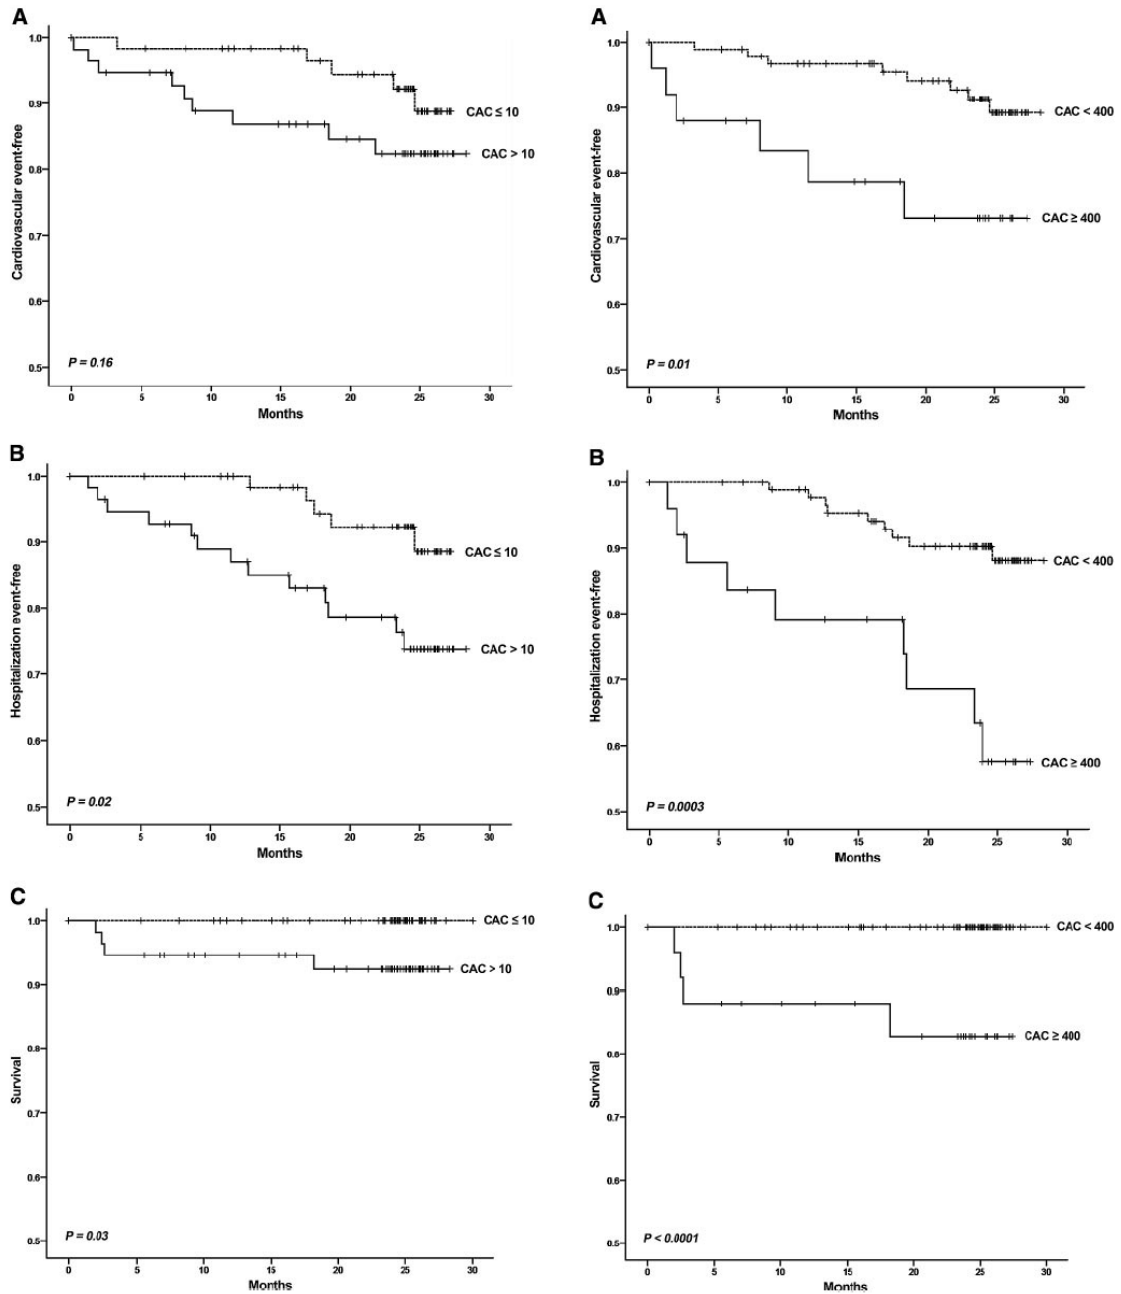 A
Cardiovascular event-free
1.0
0.9
0.8
0.7
0.6
0.5
CAC ≤ 10
CAC > 10
P = 0.16
0 5 10 15 20 25 30
Months
A
Cardiovascular event-free
1.0
0.9
0.8
0.7
0.6
0.5
CAC < 400
CAC ≥ 400
P = 0.01
0 5 10 15 20 25 30
Months
B
Hospitalization event-free
1.0
0.9
0.8
0.7
0.6
0.5
CAC ≤ 10
CAC > 10
P = 0.02
0 5 10 15 20 25 30
Months
B
Hospitalization event-free
1.0
0.9
0.8
0.7
0.6
0.5
CAC < 400
CAC ≥ 400
P = 0.0003
0 5 10 15 20 25 30
Months
C
Survival
1.0
0.9
0.8
0.7
0.6
0.5
CAC ≤ 10
CAC > 10
P = 0.03
0 5 10 15 20 25 30
Months
C
Survival
1.0
0.9
0.8
0.7
0.6
0.5
CAC < 400
CAC ≥ 400
P < 0.0001
0 5 10 15 20 25 30
Months